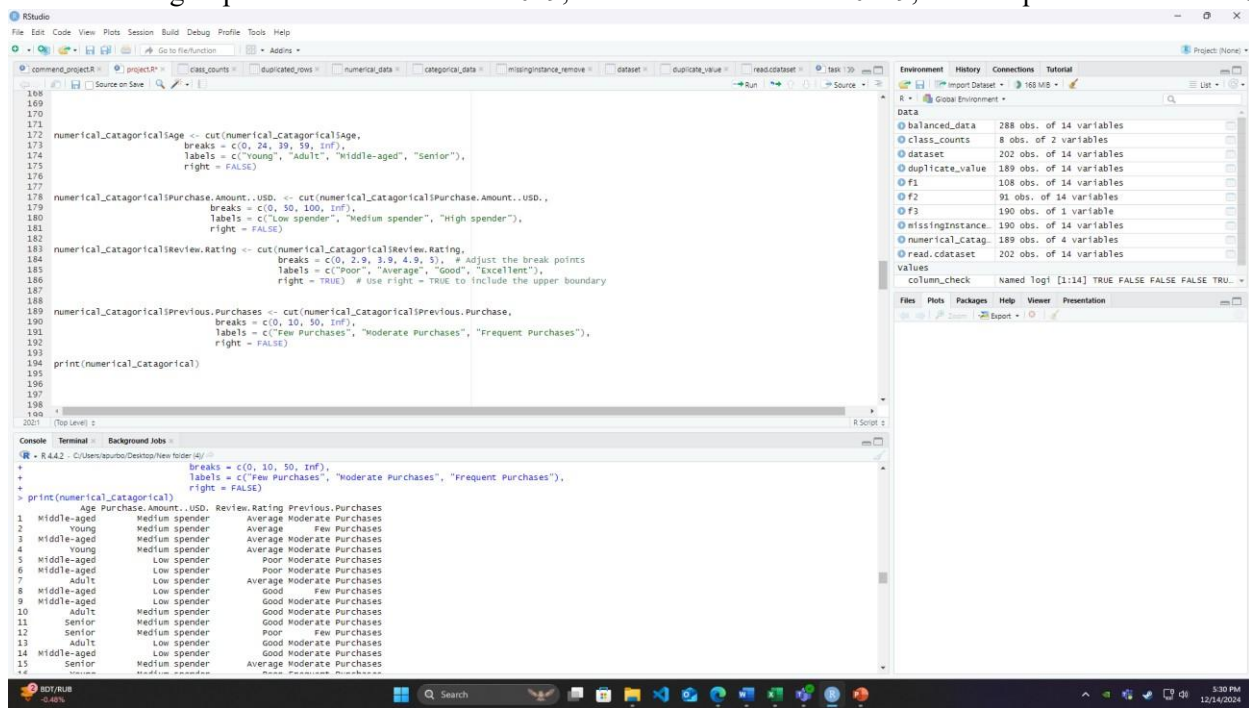 RStudio
File Edit Code View Plots Session Build Debug Profile Tools Help
Go to file/function Addins
Project: (None)
commend_project.R project.R* class_counts duplicated_rows numerical_data categorical_data missingInstance_remove dataset duplicate_value read.cdataset task 1
Source on Save Run Source
168
169
170
171
172 numerical_Catagorical$Age <- cut(numerical_Catagorical$Age,
173 breaks = c(0, 24, 39, 59, Inf),
174 labels = c("Young", "Adult", "Middle-aged", "Senior"),
175 right = FALSE)
176
177
178 numerical_Catagorical$Purchase.Amount..USD. <- cut(numerical_Catagorical$Purchase.Amount..USD.,
179 breaks = c(0, 50, 100, Inf),
180 labels = c("Low spender", "Medium spender", "High spender"),
181 right = FALSE)
182
183 numerical_Catagorical$Review.Rating <- cut(numerical_Catagorical$Review.Rating,
184 breaks = c(0, 2.9, 3.9, 4.9, 5), # Adjust the break points
185 labels = c("Poor", "Average", "Good", "Excellent"),
186 right = TRUE) # Use right = TRUE to include the upper boundary
187
188
189 numerical_Catagorical$Previous.Purchases <- cut(numerical_Catagorical$Previous.Purchase,
190 breaks = c(0, 10, 50, Inf),
191 labels = c("Few Purchases", "Moderate Purchases", "Frequent Purchases"),
192 right = FALSE)
193
194 print(numerical_Catagorical)
195
196
197
198
199
202:1 (Top Level) R Script
Console Terminal Background Jobs
R 4.4.2 · C:/Users/apurbo/Desktop/New folder (4)/
+ breaks = c(0, 10, 50, Inf),
+ labels = c("Few Purchases", "Moderate Purchases", "Frequent Purchases"),
+ right = FALSE)
> print(numerical_Catagorical)
Age Purchase.Amount..USD. Review.Rating Previous.Purchases
1 Middle-aged Medium spender Average Moderate Purchases
2 Young Medium spender Average Few Purchases
3 Middle-aged Medium spender Average Moderate Purchases
4 Young Medium spender Average Moderate Purchases
5 Middle-aged Low spender Poor Moderate Purchases
6 Middle-aged Low spender Poor Moderate Purchases
7 Adult Low spender Average Moderate Purchases
8 Middle-aged Low spender Good Few Purchases
9 Middle-aged Low spender Good Moderate Purchases
10 Adult Medium spender Good Moderate Purchases
11 Senior Medium spender Good Moderate Purchases
12 Senior Medium spender Poor Few Purchases
13 Adult Low spender Good Moderate Purchases
14 Middle-aged Low spender Good Moderate Purchases
15 Senior Medium spender Average Moderate Purchases
Environment History Connections Tutorial
Import Dataset 168 MiB List
R Global Environment
Data
balanced_data 288 obs. of 14 variables
class_counts 8 obs. of 2 variables
dataset 202 obs. of 14 variables
duplicate_value 189 obs. of 14 variables
f1 108 obs. of 14 variables
f2 91 obs. of 14 variables
f3 190 obs. of 1 variable
missingInstance_ 190 obs. of 14 variables
numerical_Catag_ 189 obs. of 4 variables
read.cdataset 202 obs. of 14 variables
Values
column_check Named logi [1:14] TRUE FALSE FALSE FALSE TRU_
Files Plots Packages Help Viewer Presentation
Zoom Export
2 BDT/RUB
-0.48%
Search
5:30 PM
12/14/2024